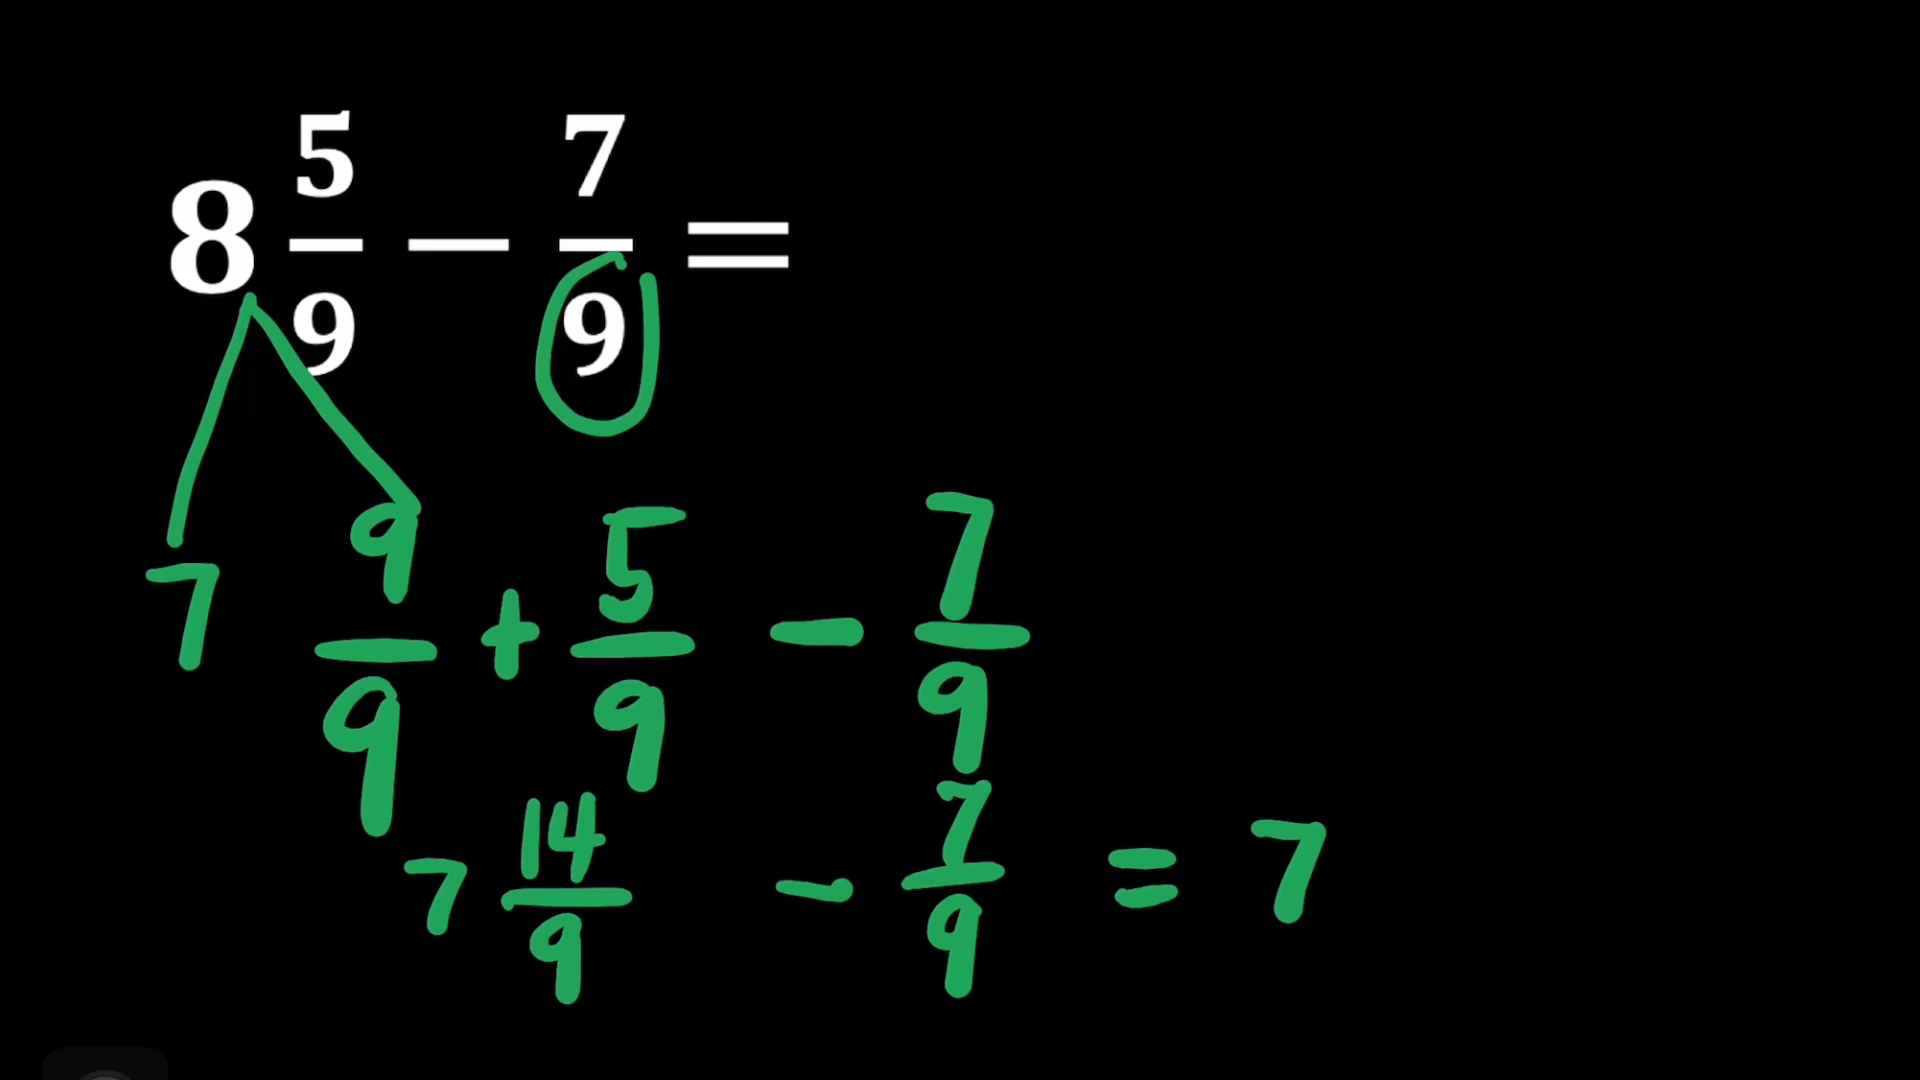 8 5/9 − 7/9 =
7 9/9 + 5/9 − 7/9
7 14/9 − 7/9 = 7